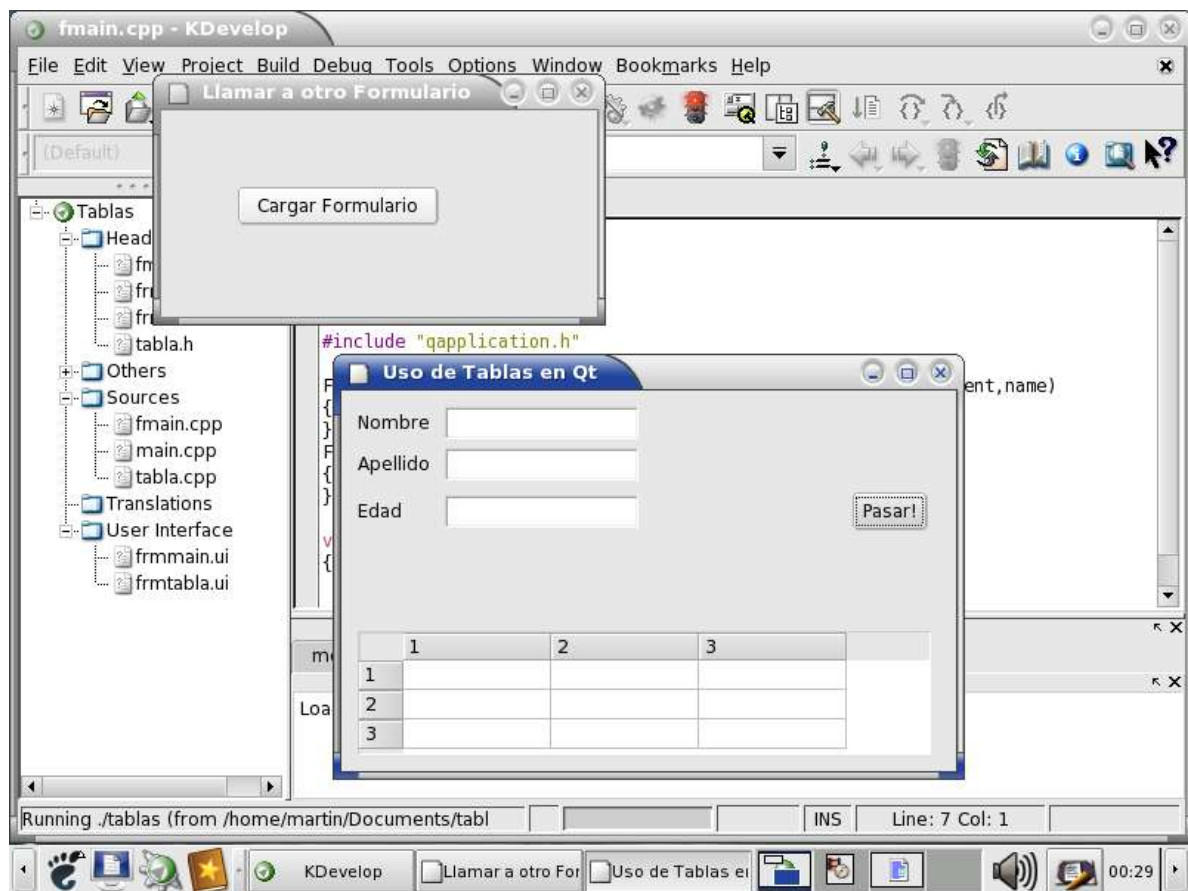 fmain.cpp - KDevelop
File Edit View Project Build Debug Tools Options Window Bookmarks Help
Llamar a otro Formulario
(Default)
Cargar Formulario
Tablas
Head
fm
fr
fr
tabla.h
Others
Sources
fmain.cpp
main.cpp
tabla.cpp
Translations
User Interface
frmmain.ui
frmtabla.ui
#include "qapplication.h"
F
ent,name)
{
}
F
{
}
v
{
Uso de Tablas en Qt
Nombre
Apellido
Edad
Pasar!
1 2 3
1
2
3
Loa
Running ./tablas (from /home/martin/Documents/tabl
INS
Line: 7 Col: 1
KDevelop
Llamar a otro For
Uso de Tablas en
00:29